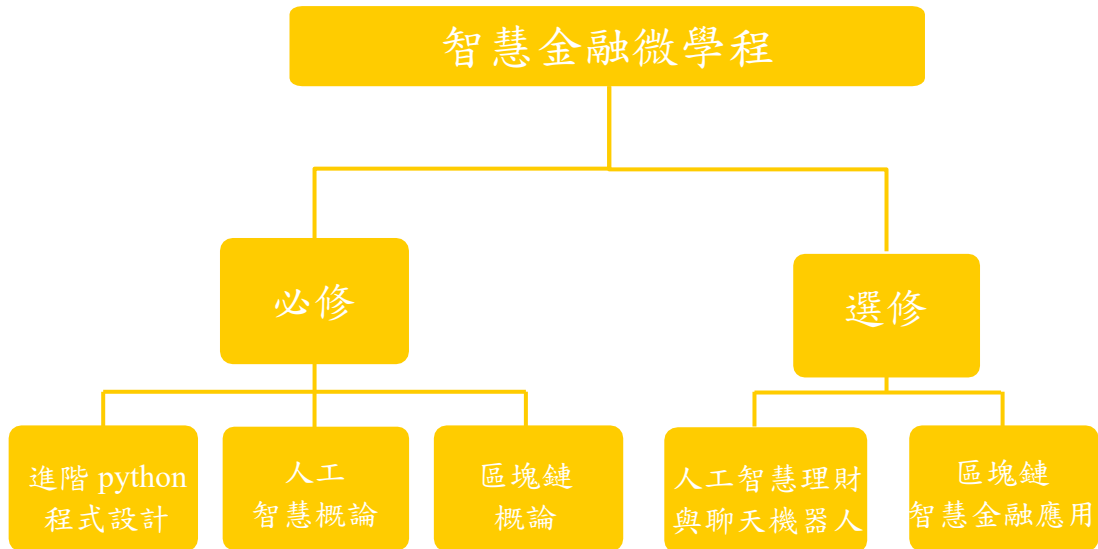 智慧金融微學程
必修
選修
進階 python
程式設計
人工
智慧概論
區塊鏈
概論
人工智慧理財
與聊天機器人
區塊鏈
智慧金融應用